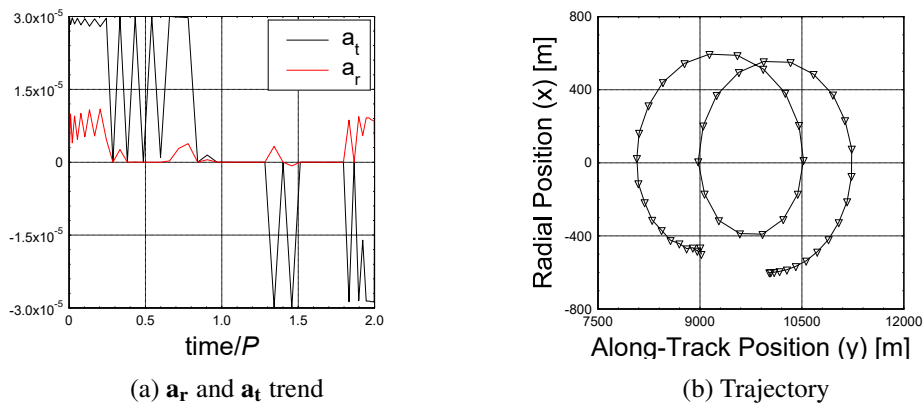 3.0x10-5
1.5x10-5
0
-1.5x10-5
-3.0x10-5
0
0.5
1.0
1.5
2.0
time/P
at
ar
(a) ar and at trend
800
400
0
-400
-800
7500
9000
10500
12000
Radial Position (x) [m]
Along-Track Position (y) [m]
(b) Trajectory